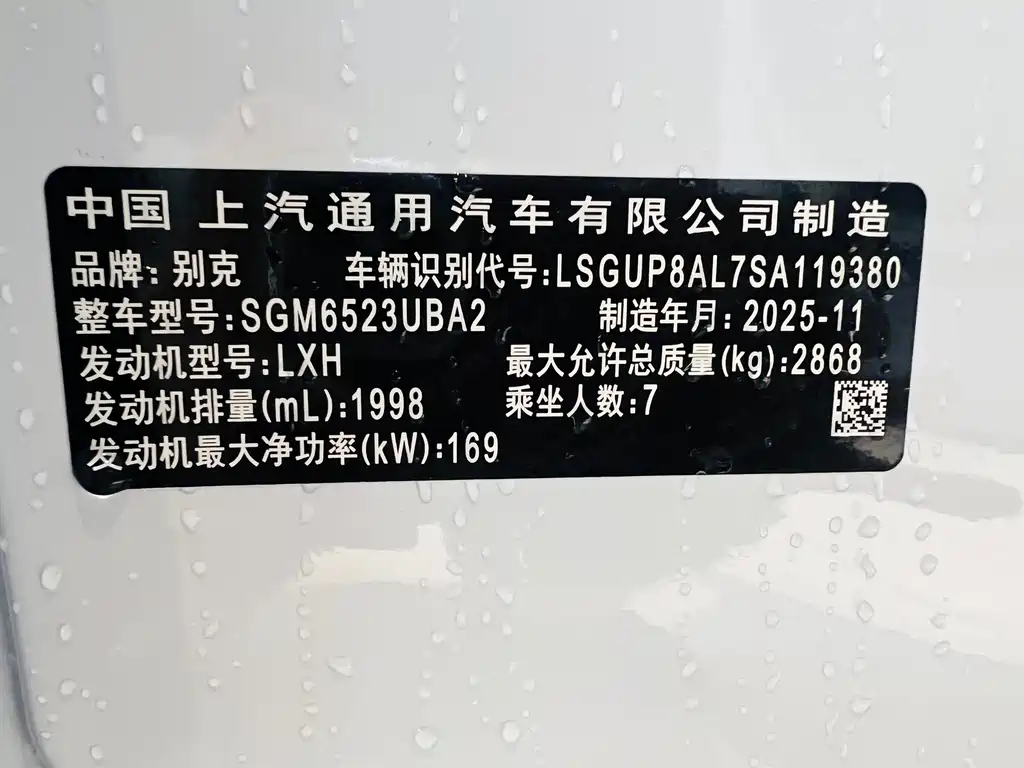 中国 上汽通用汽车有限公司制造
品牌: 别克 车辆识别代号:LSGUP8AL7SA119380
整车型号:SGM6523UBA2 制造年月: 2025-11
发动机型号:LXH 最大允许总质量(kg):2868
发动机排量(mL):1998 乘坐人数:7
发动机最大净功率(kW):169